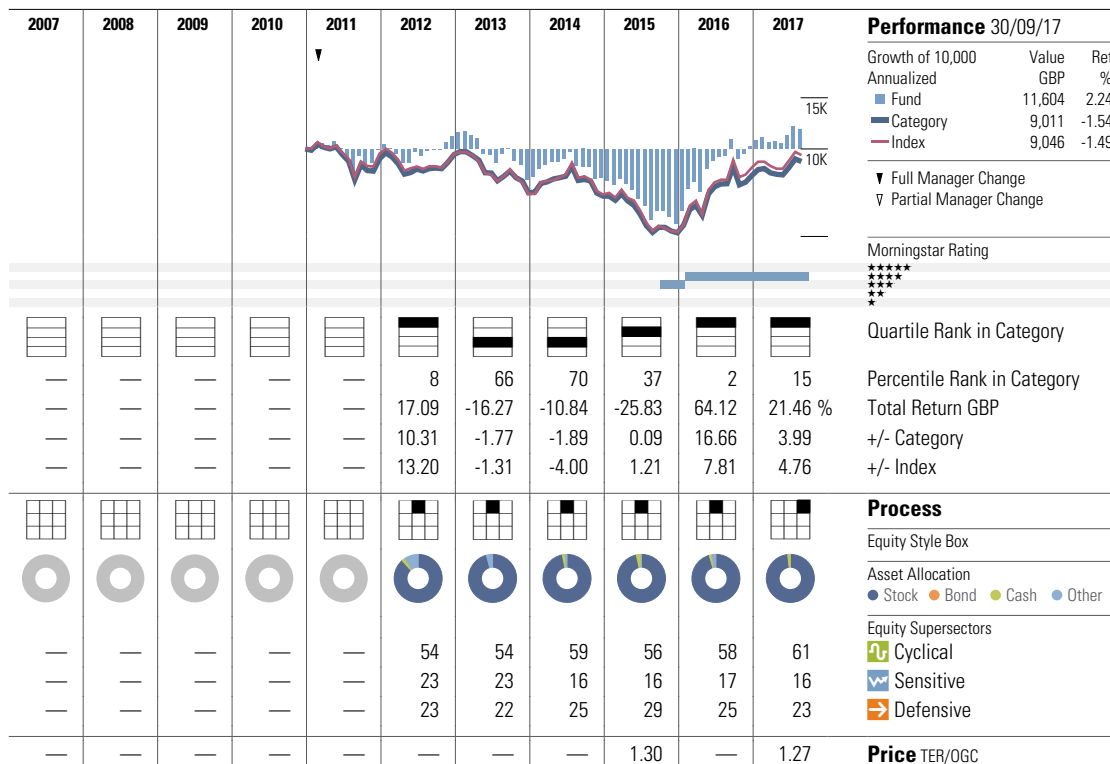 2007 2008 2009 2010 2011 2012 2013 2014 2015 2016 2017 Performance 30/09/17
Growth of 10,000 Value Ret
Annualized GBP %
Fund 11,604 2.24
Category 9,011 -1.54
Index 9,046 -1.49
15K
10K
Full Manager Change
Partial Manager Change
Morningstar Rating
★★★★★
★★★★
★★★
★★
★
Quartile Rank in Category
— — — — — 8 66 70 37 2 15 Percentile Rank in Category
— — — — — 17.09 -16.27 -10.84 -25.83 64.12 21.46 % Total Return GBP
— — — — — 10.31 -1.77 -1.89 0.09 16.66 3.99 +/- Category
— — — — — 13.20 -1.31 -4.00 1.21 7.81 4.76 +/- Index
Process
Equity Style Box
Asset Allocation
Stock Bond Cash Other
Equity Supersectors
— — — — — 54 54 59 56 58 61 Cyclical
— — — — — 23 23 16 16 17 16 Sensitive
— — — — — 23 22 25 29 25 23 Defensive
— — — — — — — — 1.30 — 1.27 Price TER/OGC